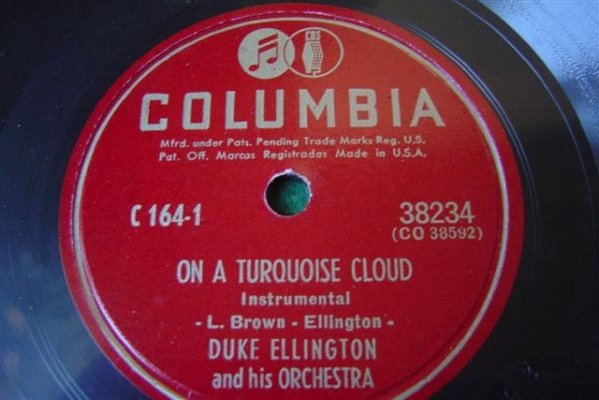 CBS
COLUMBIA
Mfrd. under Pats. Pending Trade Marks Reg. U.S.
Pat. Off. Marcas Registradas Made in U.S.A.
C 164-1
38234
(CO 38592)
ON A TURQUOISE CLOUD
Instrumental
- L. Brown - Ellington -
DUKE ELLINGTON
and his ORCHESTRA